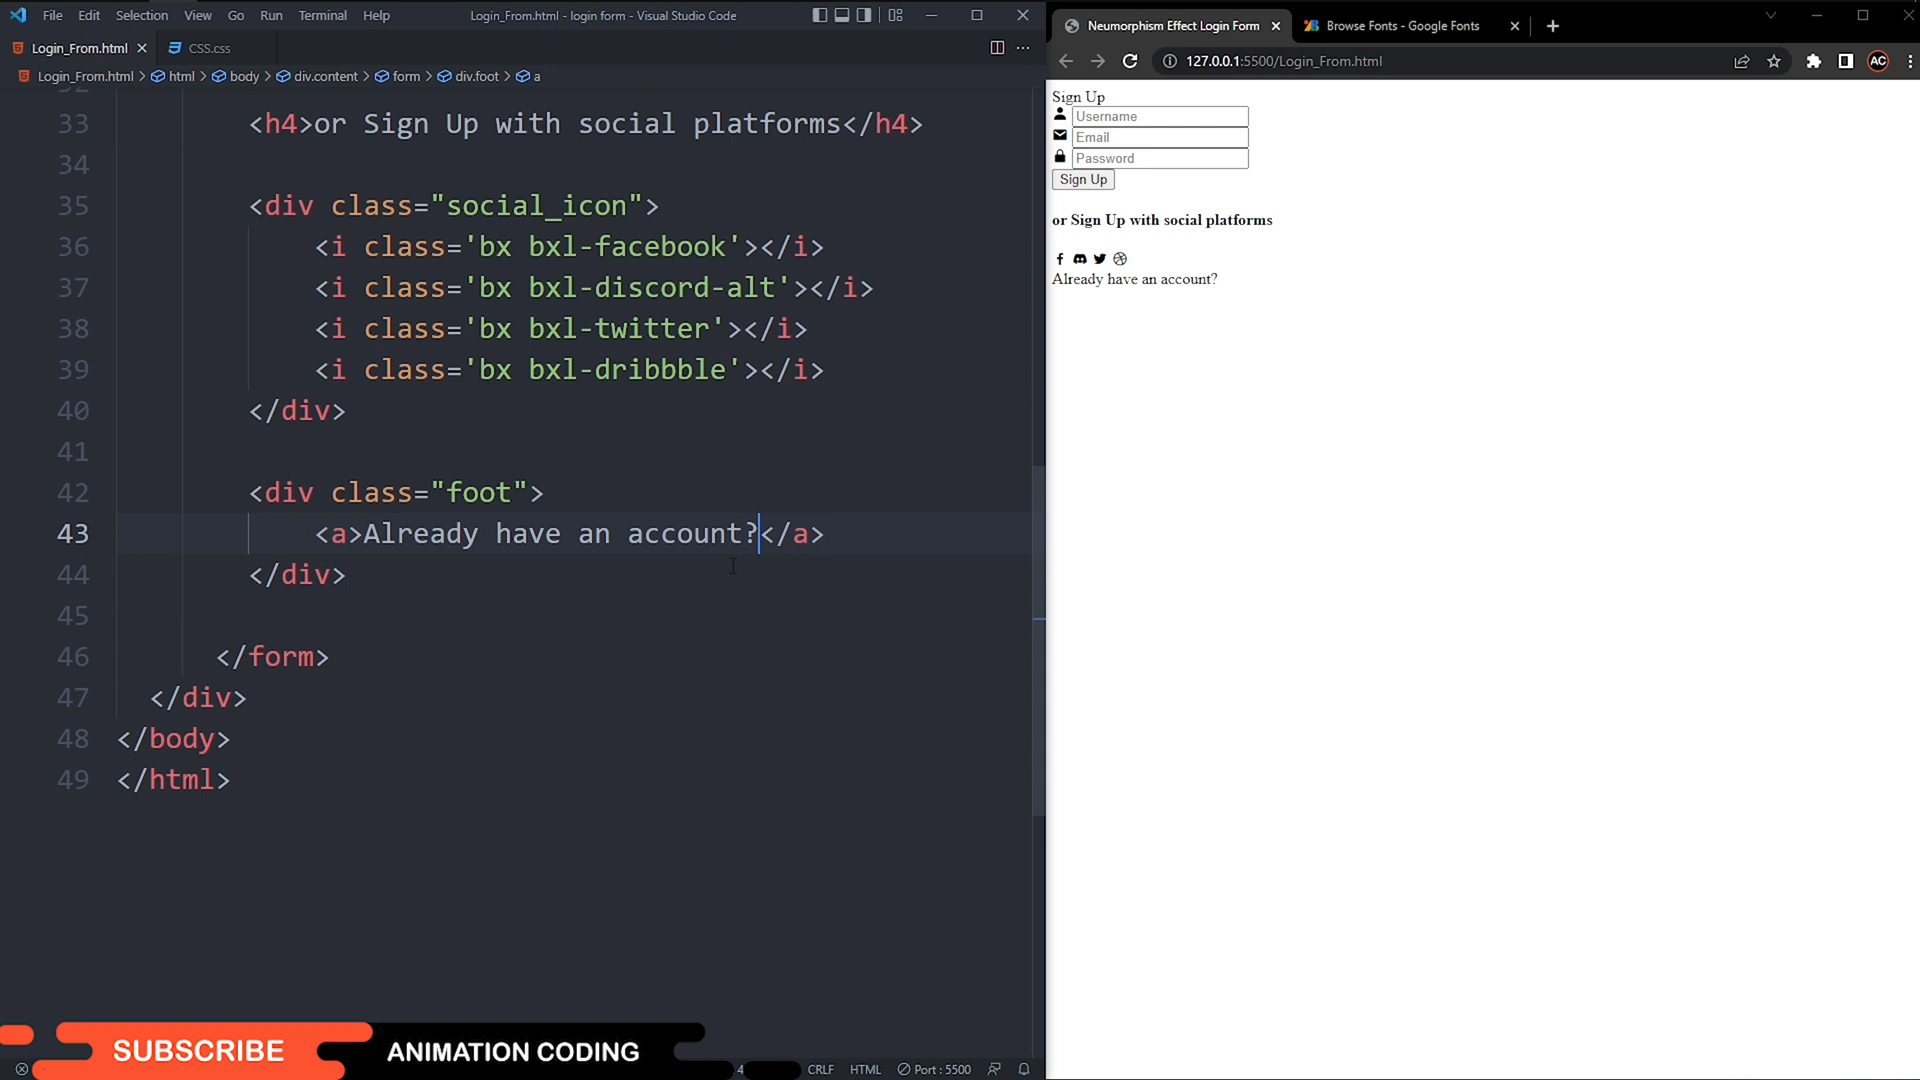 File Edit Selection View Go Run Terminal Help
Login_From.html - login form - Visual Studio Code
Login_From.html
CSS.css
Login_From.html > html > body > div.content > form > div.foot > a
33 <h4>or Sign Up with social platforms</h4>
34
35 <div class="social_icon">
36 <i class='bx bxl-facebook'></i>
37 <i class='bx bxl-discord-alt'></i>
38 <i class='bx bxl-twitter'></i>
39 <i class='bx bxl-dribbble'></i>
40 </div>
41
42 <div class="foot">
43 <a>Already have an account?</a>
44 </div>
45
46 </form>
47 </div>
48 </body>
49 </html>
SUBSCRIBE
ANIMATION CODING
CRLF HTML Port : 5500
Neumorphism Effect Login Form
Browse Fonts - Google Fonts
127.0.0.1:5500/Login_From.html
AC
Sign Up
Username
Email
Password
Sign Up
or Sign Up with social platforms
Already have an account?